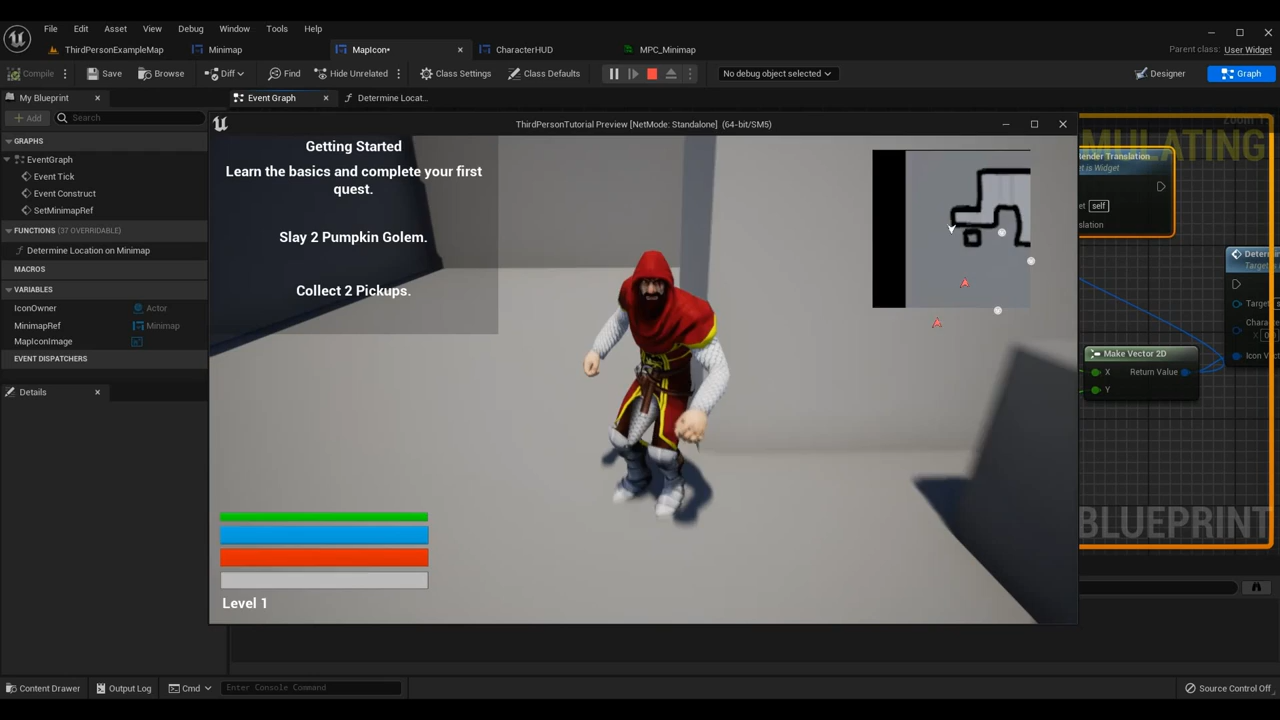 File Edit Asset View Window Debug Tools Help
ThirdPersonExampleMap Minimap MapIcon• CharacterHUD MPC_Minimap
Parent class: User Widget
Compile Save Browse Diff Find Hide Unrelated Class Settings Class Defaults No debug object selected Designer Graph
My Blueprint Event Graph Determine Locat...
Add Search
GRAPHS
EventGraph
Event Tick
Event Construct
SetMinimapRef
FUNCTIONS (37 OVERRIDABLE)
Determine Location on Minimap
MACROS
VARIABLES
IconOwner Actor
MinimapRef Minimap
MapIconImage
EVENT DISPATCHERS
Details
ThirdPersonTutorial Preview [NetMode: Standalone] (64-bit/SM5)
Getting Started
Learn the basics and complete your first
quest.
Slay 2 Pumpkin Golem.
Collect 2 Pickups.
Level 1
MULATING
Render Translation
self
Make Vector 2D
X Return Value
Y
BLUEPRINT
Content Drawer Output Log Cmd Enter Console Command Source Control Off